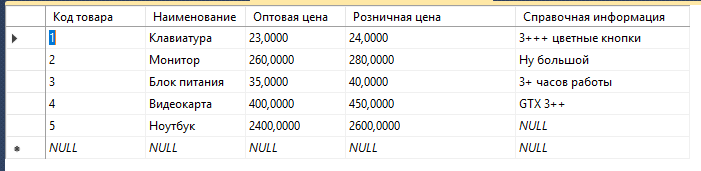 Код товара Наименование Оптовая цена Розничная цена Справочная информация
1 Клавиатура 23,0000 24,0000 3+++ цветные кнопки
2 Монитор 260,0000 280,0000 Ну большой
3 Блок питания 35,0000 40,0000 3+ часов работы
4 Видеокарта 400,0000 450,0000 GTX 3++
5 Ноутбук 2400,0000 2600,0000 NULL
NULL NULL NULL NULL NULL